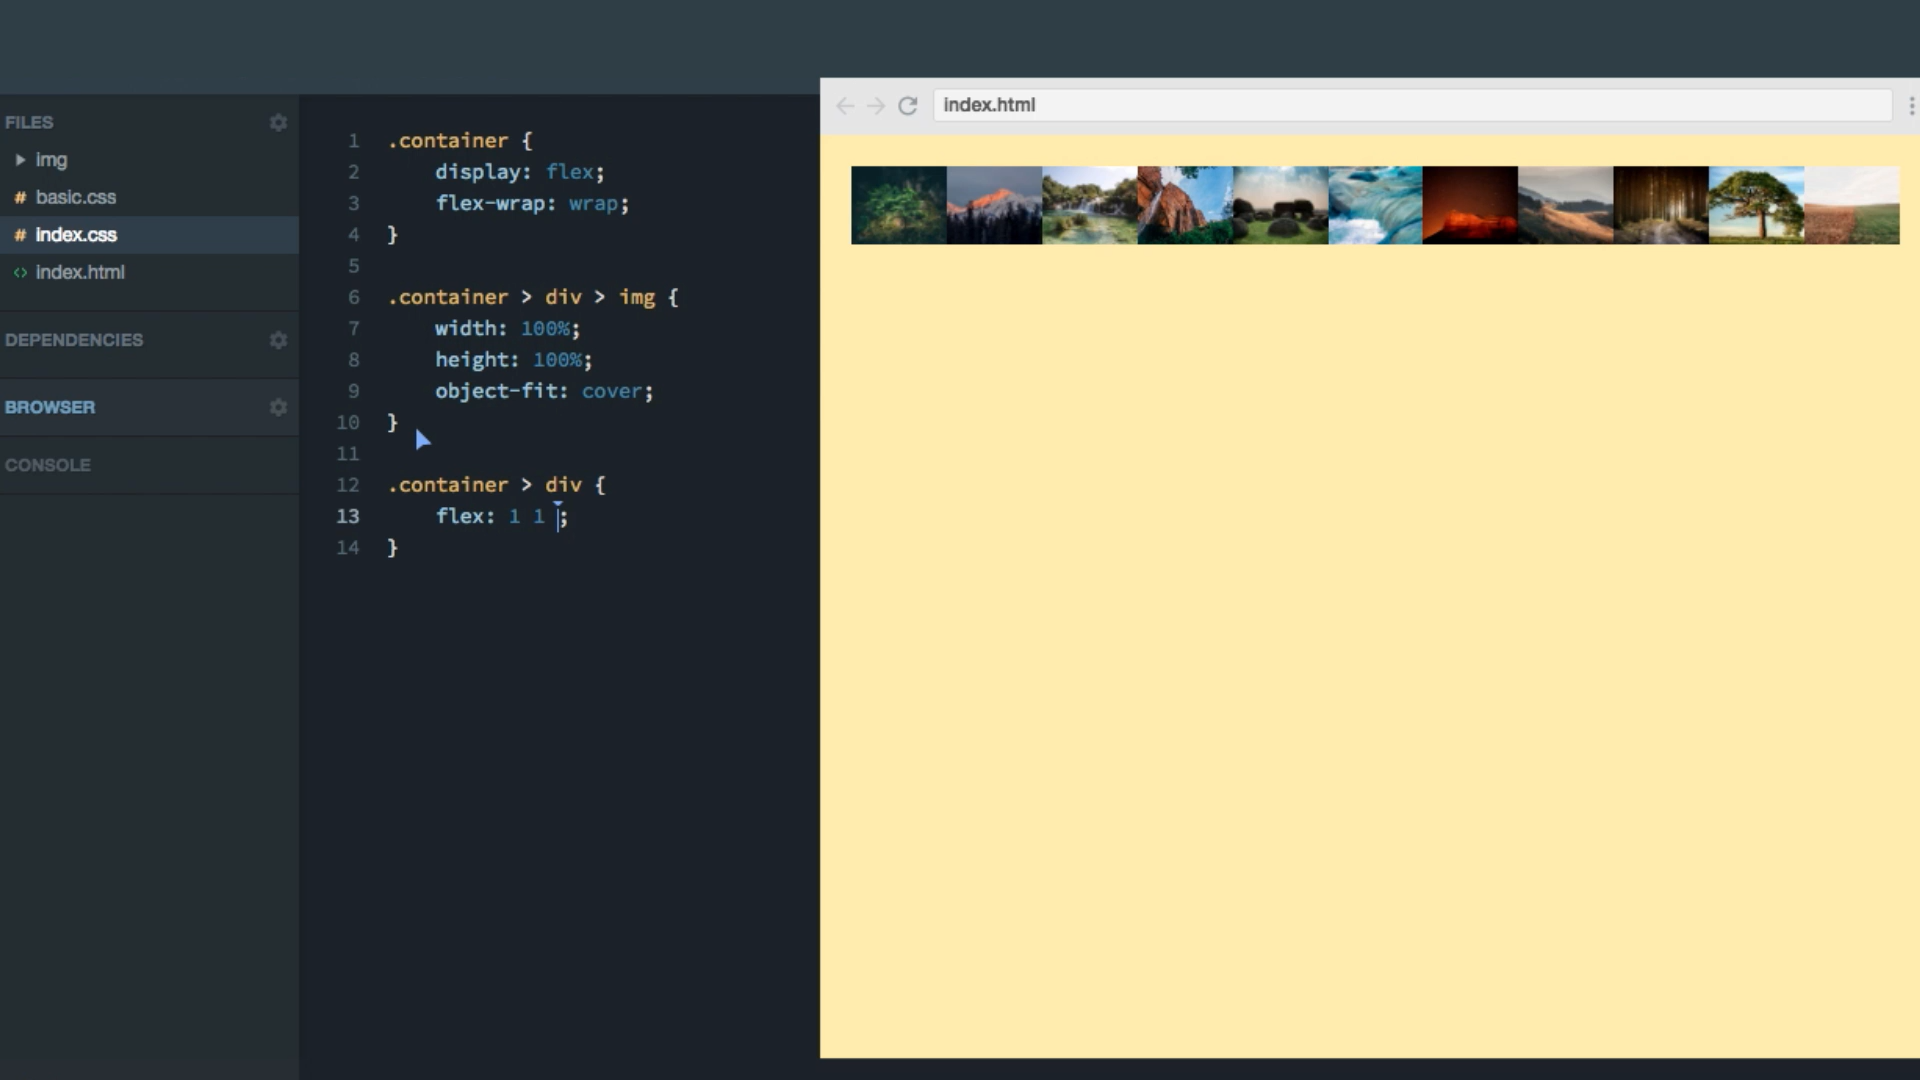 FILES
img
# basic.css
# index.css
<> index.html
DEPENDENCIES
BROWSER
CONSOLE
1 .container {
2 display: flex;
3 flex-wrap: wrap;
4 }
5
6 .container > div > img {
7 width: 100%;
8 height: 100%;
9 object-fit: cover;
10 }
11
12 .container > div {
13 flex: 1 1 ;
14 }
index.html